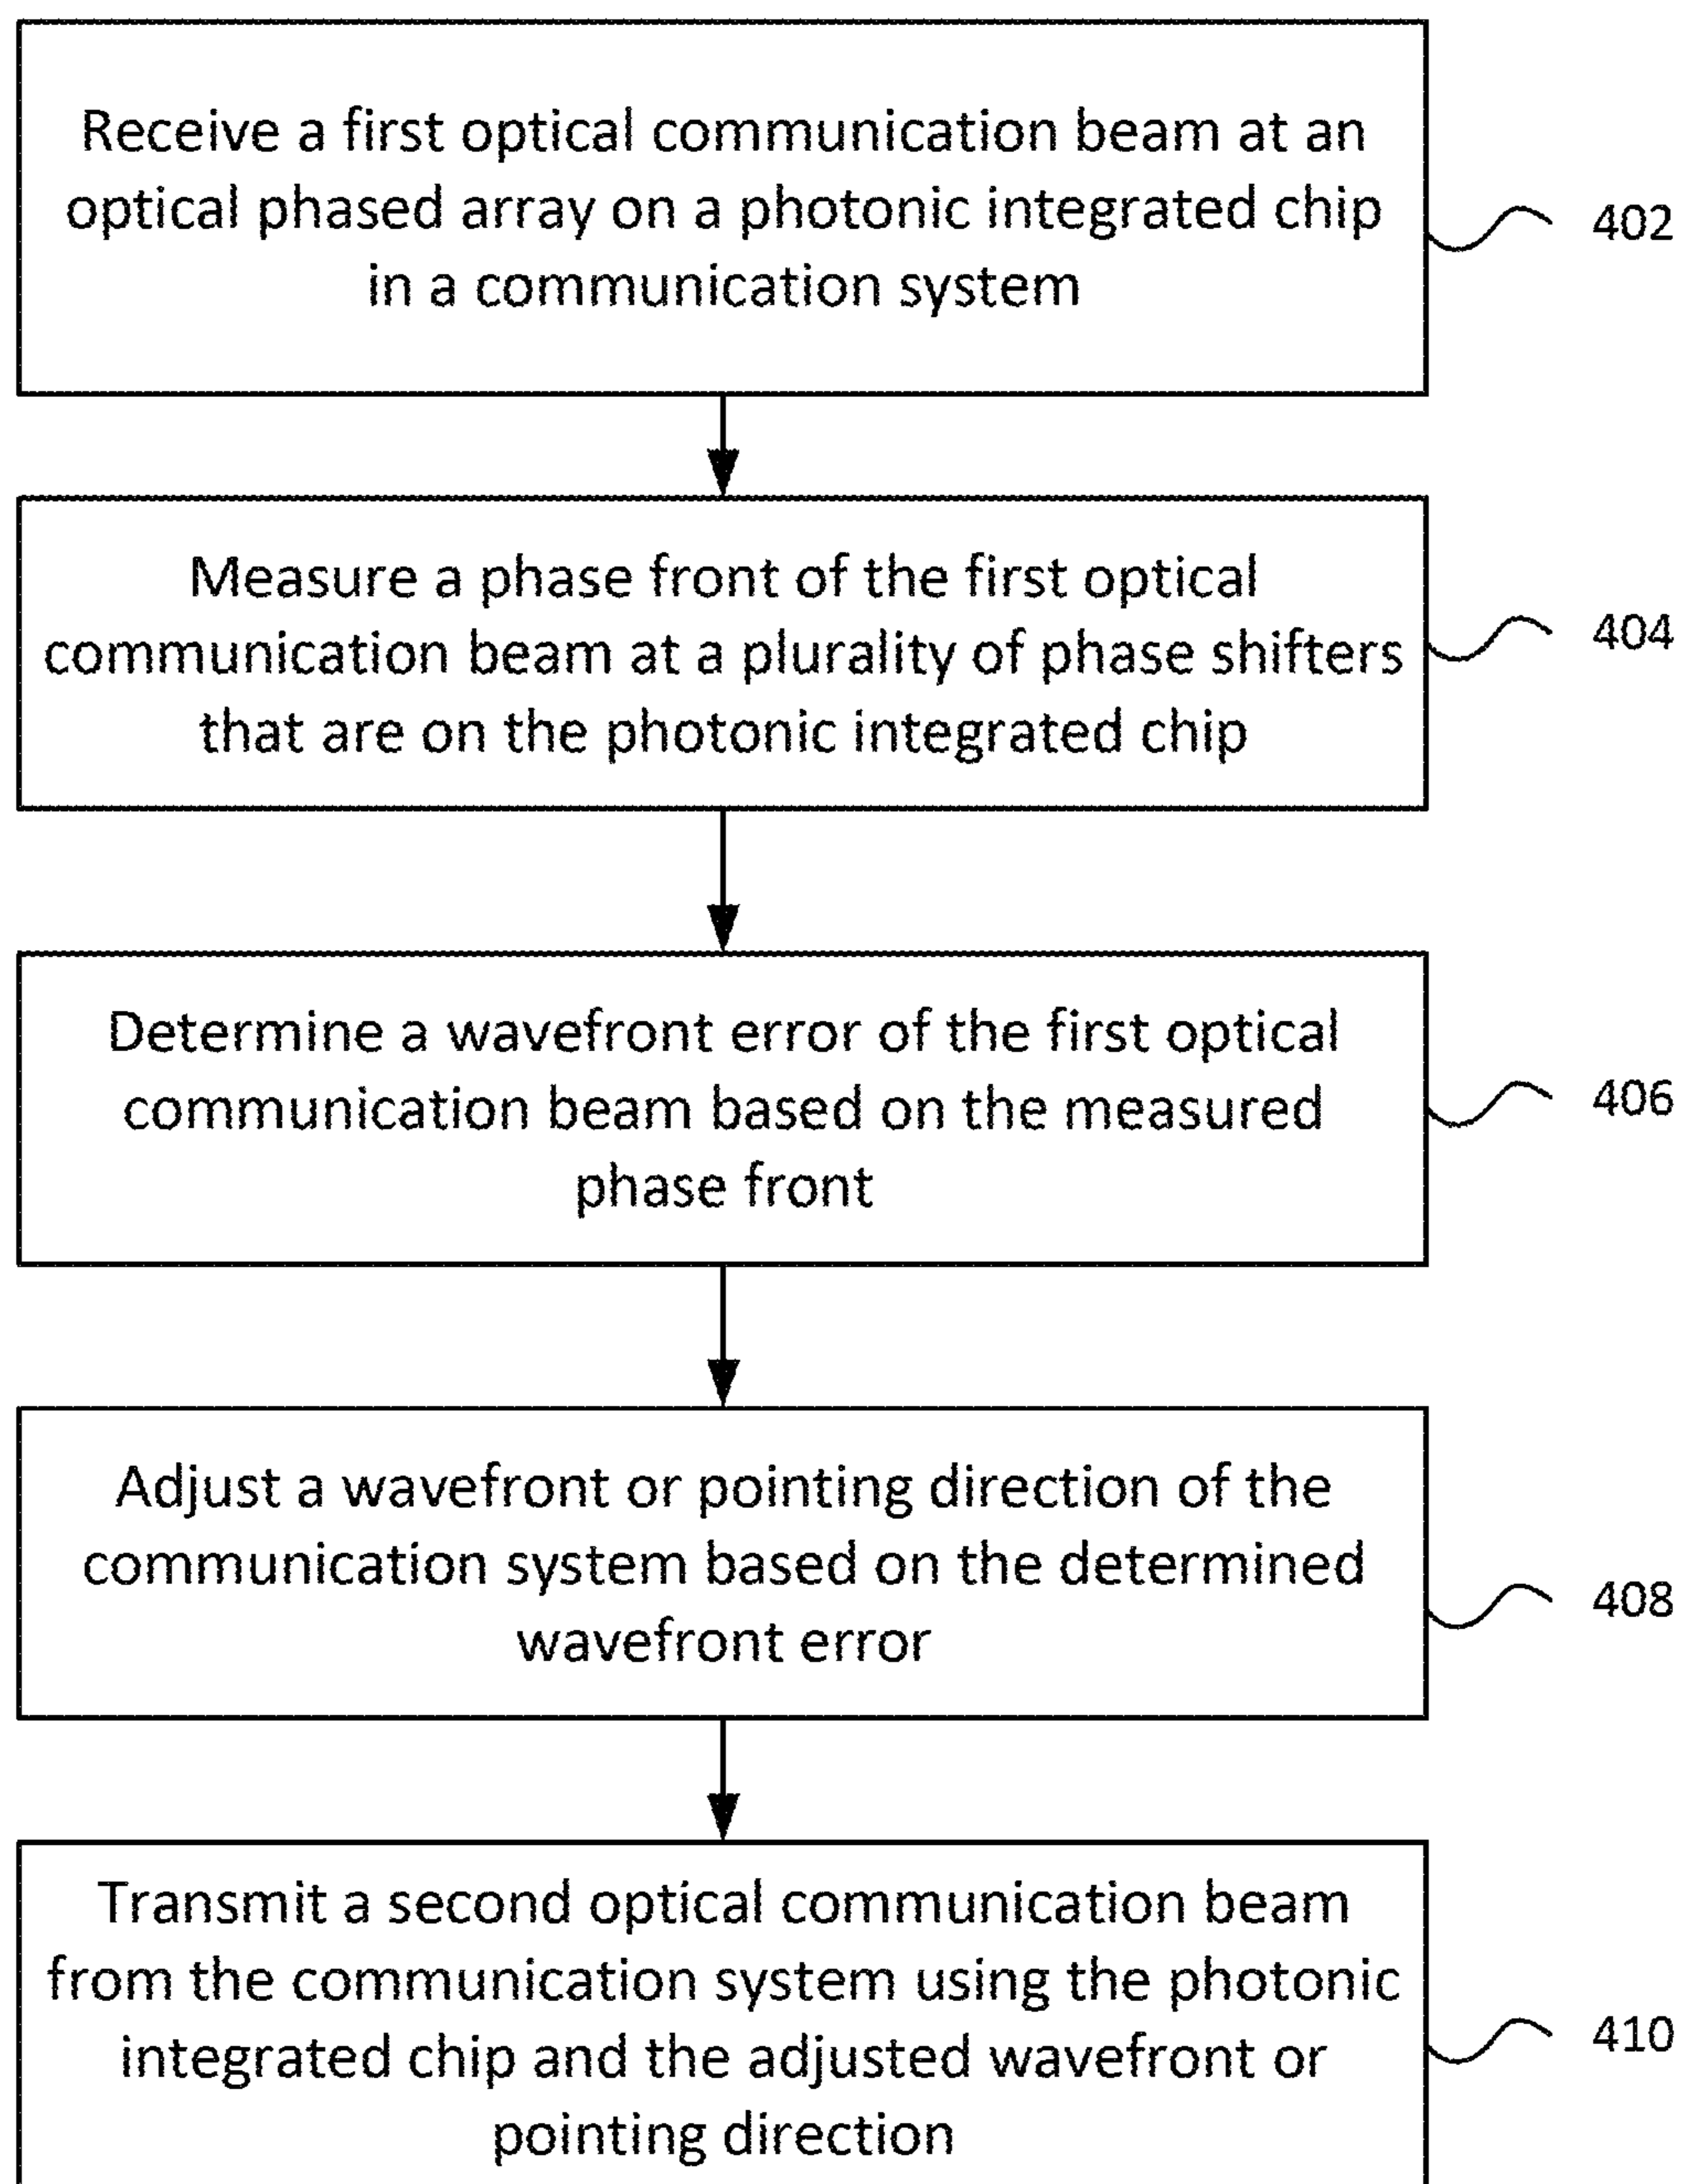 Receive a first optical communication beam at an
optical phased array on a photonic integrated chip
in a communication system
402
Measure a phase front of the first optical
communication beam at a plurality of phase shifters
that are on the photonic integrated chip
404
Determine a wavefront error of the first optical
communication beam based on the measured
phase front
406
Adjust a wavefront or pointing direction of the
communication system based on the determined
wavefront error
408
Transmit a second optical communication beam
from the communication system using the photonic
integrated chip and the adjusted wavefront or
pointing direction
410